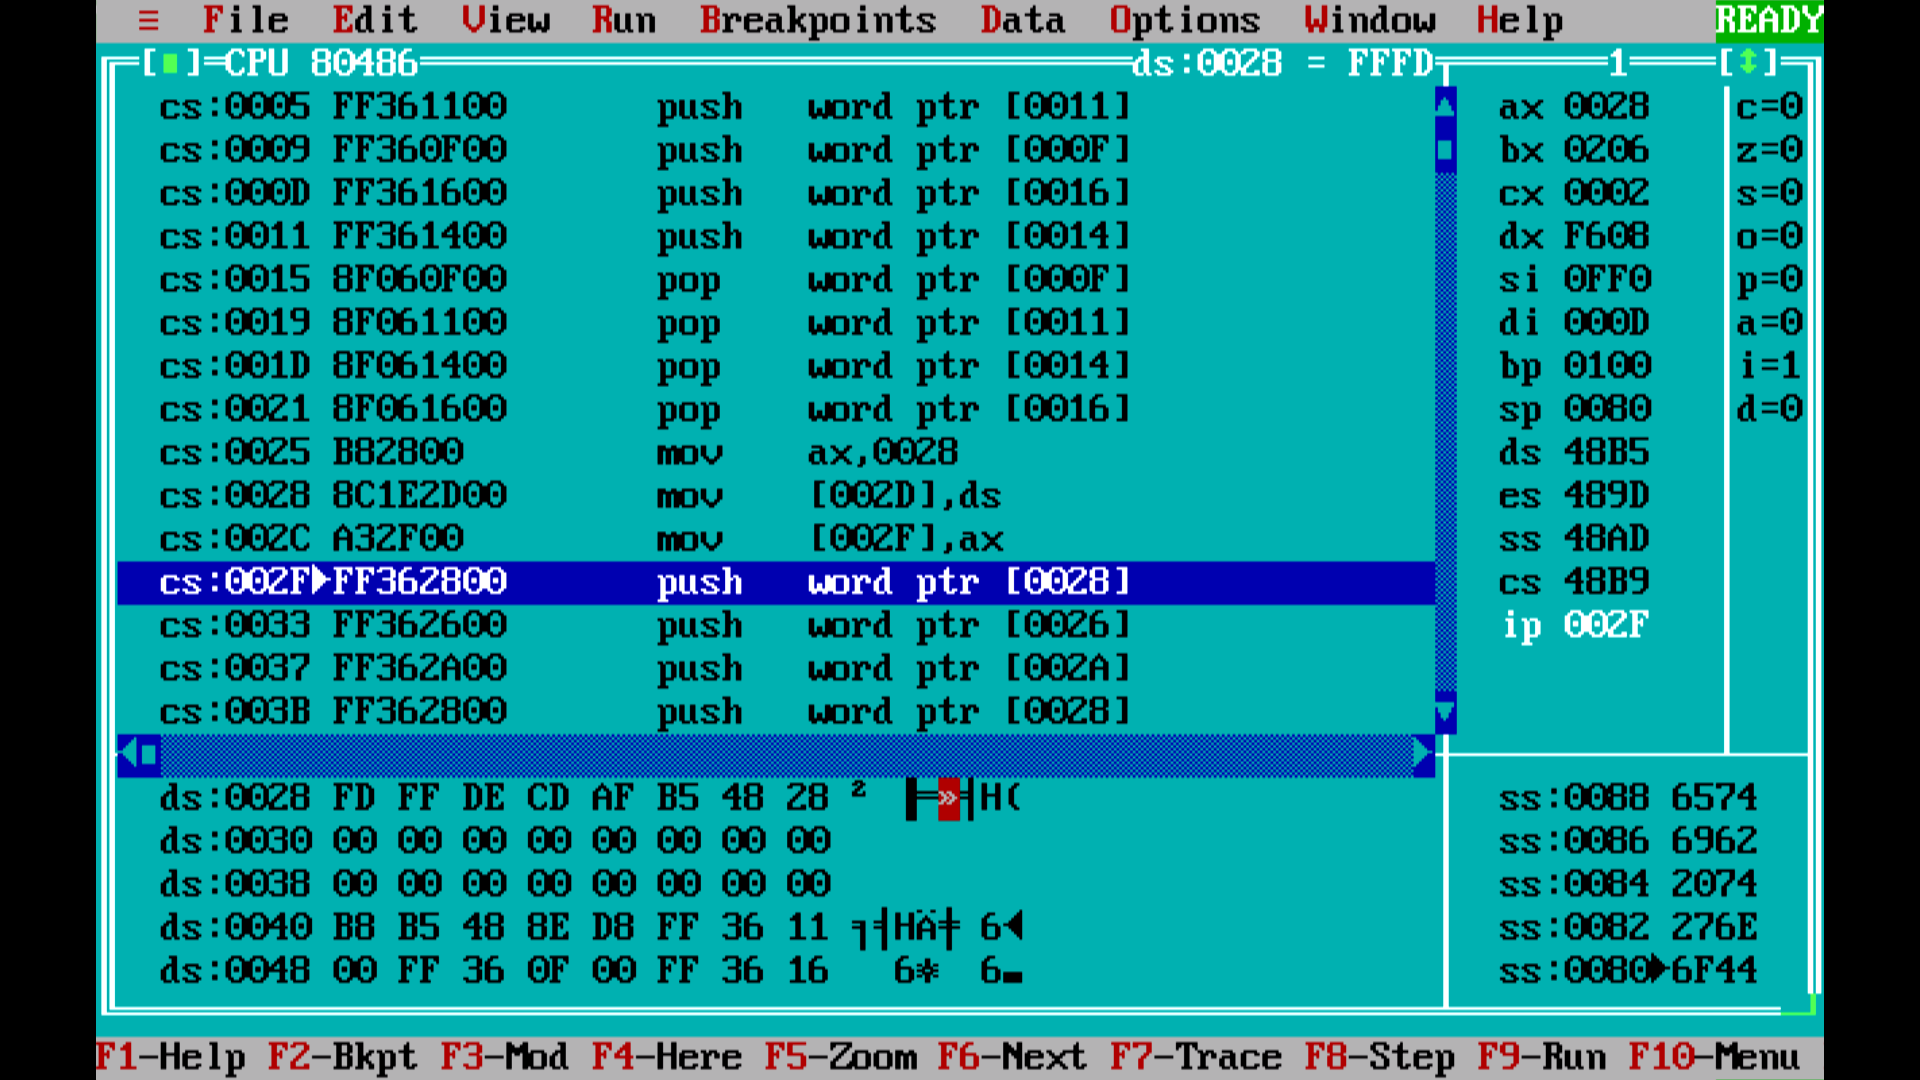 ≡ File Edit View Run Breakpoints Data Options Window Help READY
[■]=CPU 80486 ds:0028 = FFFD 1 [↕]
cs:0005 FF361100 push word ptr [0011] ax 0028 c=0
cs:0009 FF360F00 push word ptr [000F] bx 0206 z=0
cs:000D FF361600 push word ptr [0016] cx 0002 s=0
cs:0011 FF361400 push word ptr [0014] dx F608 o=0
cs:0015 8F060F00 pop word ptr [000F] si 0FF0 p=0
cs:0019 8F061100 pop word ptr [0011] di 000D a=0
cs:001D 8F061400 pop word ptr [0014] bp 0100 i=1
cs:0021 8F061600 pop word ptr [0016] sp 0080 d=0
cs:0025 B82800 mov ax,0028 ds 48B5
cs:0028 8C1E2D00 mov [002D],ds es 489D
cs:002C A32F00 mov [002F],ax ss 48AD
cs:002F►FF362800 push word ptr [0028] cs 48B9
cs:0033 FF362600 push word ptr [0026] ip 002F
cs:0037 FF362A00 push word ptr [002A]
cs:003B FF362800 push word ptr [0028]
ds:0028 FD FF DE CD AF B5 48 28 ² ▐═»╡H( ss:0088 6574
ds:0030 00 00 00 00 00 00 00 00 ss:0086 6962
ds:0038 00 00 00 00 00 00 00 00 ss:0084 2074
ds:0040 B8 B5 48 8E D8 FF 36 11 ╕╡HÄ╪ 6◄ ss:0082 276E
ds:0048 00 FF 36 0F 00 FF 36 16 6☼ 6▬ ss:0080►6F44
F1-Help F2-Bkpt F3-Mod F4-Here F5-Zoom F6-Next F7-Trace F8-Step F9-Run F10-Menu